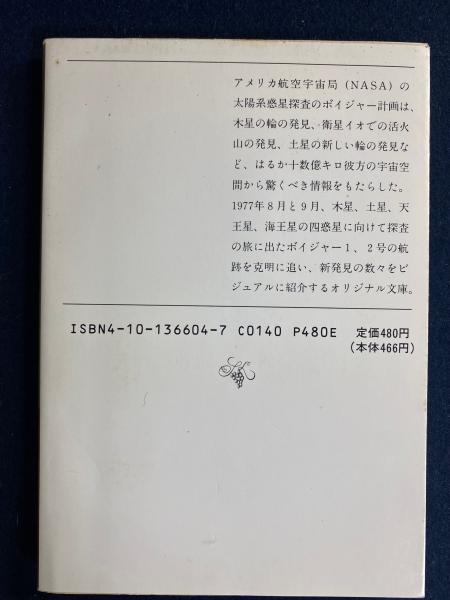 アメリカ航空宇宙局（NASA）の
太陽系惑星探査のボイジャー計画は、
木星の輪の発見、衛星イオでの活火
山の発見、土星の新しい輪の発見な
ど、はるか十数億キロ彼方の宇宙空
間から驚くべき情報をもたらした。
1977年８月と９月、木星、土星、天
王星、海王星の四惑星に向けて探査
の旅に出たボイジャー１、２号の航
跡を克明に追い、新発見の数々をビ
ジュアルに紹介するオリジナル文庫。
ISBN4-10-136604-7 C0140 P480E 定価480円
(本体466円)